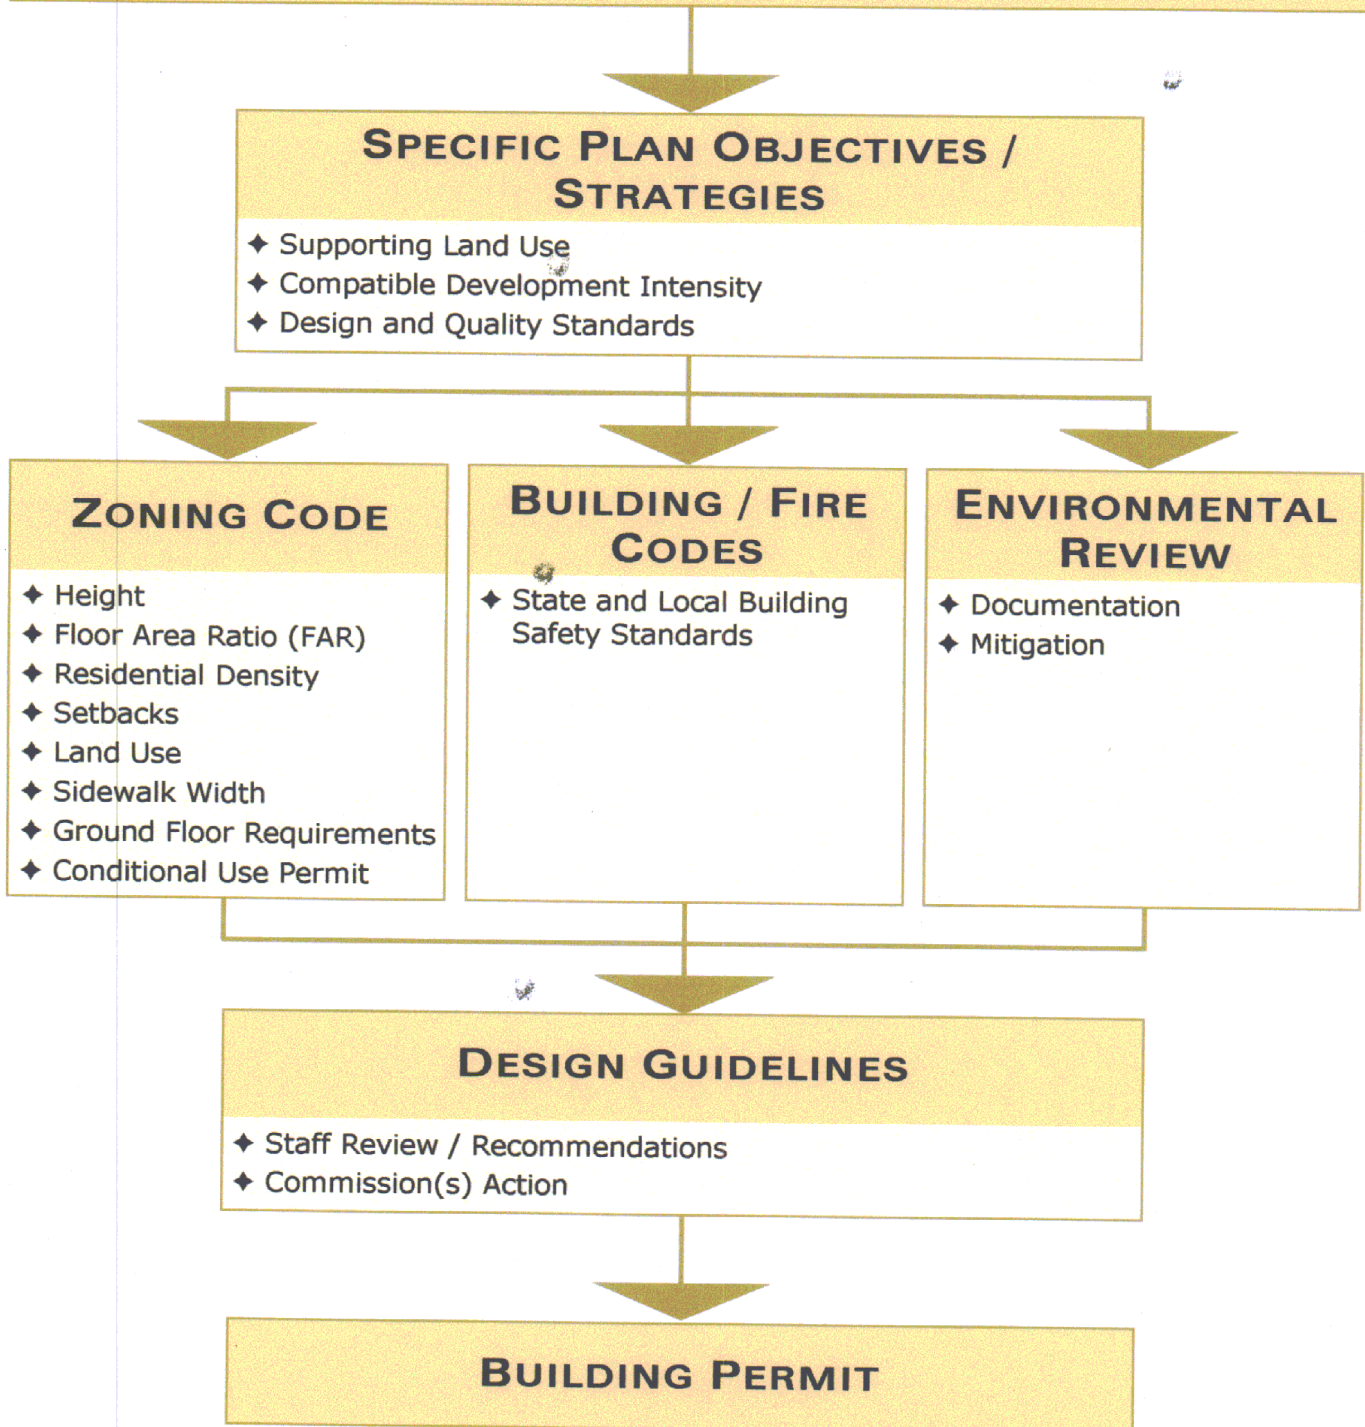 SPECIFIC PLAN OBJECTIVES /
STRATEGIES
✦ Supporting Land Use
✦ Compatible Development Intensity
✦ Design and Quality Standards
ZONING CODE
✦ Height
✦ Floor Area Ratio (FAR)
✦ Residential Density
✦ Setbacks
✦ Land Use
✦ Sidewalk Width
✦ Ground Floor Requirements
✦ Conditional Use Permit
BUILDING / FIRE
CODES
✦ State and Local Building
Safety Standards
ENVIRONMENTAL
REVIEW
✦ Documentation
✦ Mitigation
DESIGN GUIDELINES
✦ Staff Review / Recommendations
✦ Commission(s) Action
BUILDING PERMIT